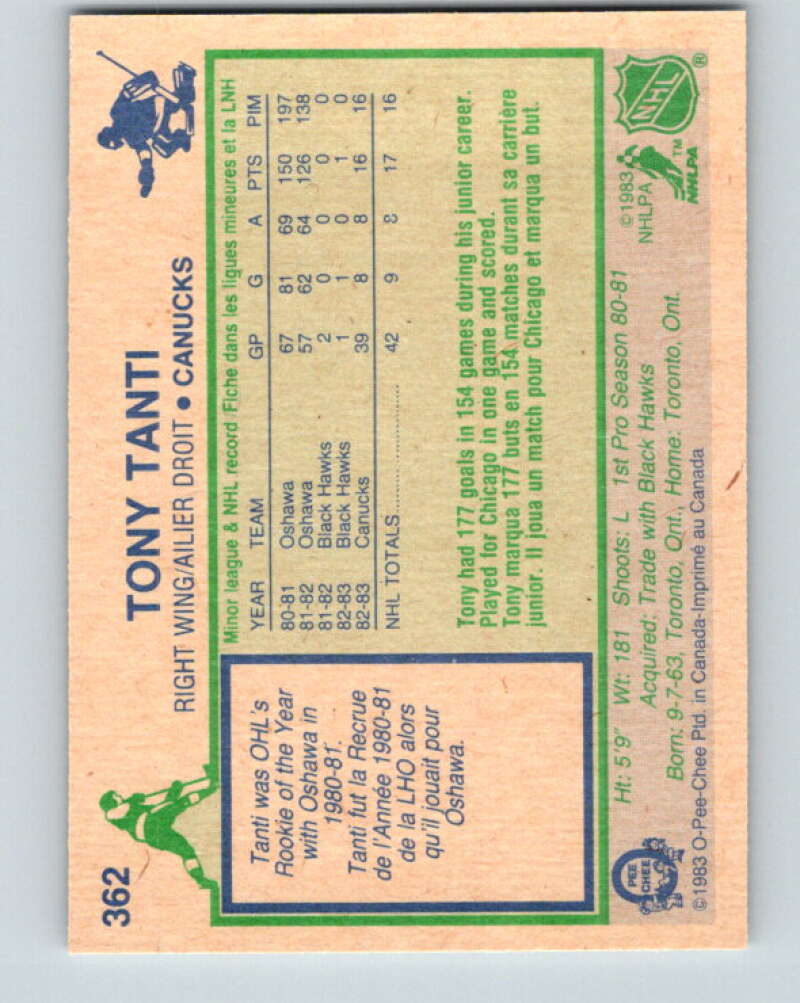 362
TONY TANTI
RIGHT WING/AILIER DROIT • CANUCKS
Tanti was OHL's
Rookie of the Year
with Oshawa in
1980-81.
Tanti fut la Recrue
de l'Année 1980-81
de la LHO alors
qu'il jouait pour
Oshawa.
Minor league & NHL record Fiche dans les ligues mineures et la LNH
YEAR TEAM GP G A PTS PIM
80-81 Oshawa 67 81 69 150 197
81-82 Oshawa 57 62 64 126 138
81-82 Black Hawks 2 0 0 0 0
82-83 Black Hawks 1 1 0 1 0
82-83 Canucks 39 8 8 16 16
NHL TOTALS 42 9 8 17 16
Tony had 177 goals in 154 games during his junior career.
Played for Chicago in one game and scored.
Tony marqua 177 buts en 154 matches durant sa carrière
junior. Il joua un match pour Chicago et marqua un but.
Ht: 5'9" Wt: 181 Shoots: L 1st Pro Season 80-81
Acquired: Trade with Black Hawks
Born: 9-7-63, Toronto, Ont., Home: Toronto, Ont.
PEE
CHEE
© 1983 O-Pee-Chee Ptd. in Canada-Imprimé au Canada
© 1983
NHLPA
NHLPA
TM
NHL
®